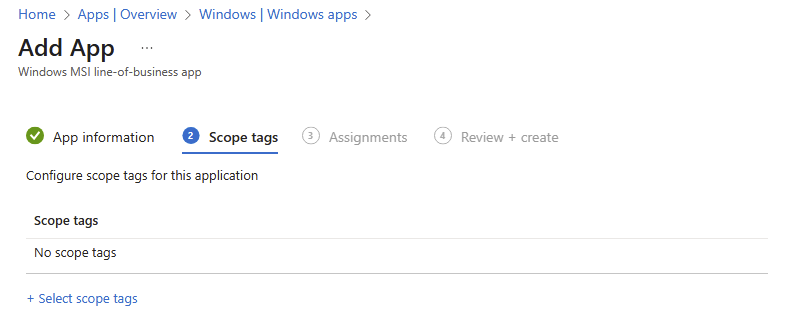 Home > Apps | Overview > Windows | Windows apps >
Add App ...
Windows MSI line-of-business app
App information 2 Scope tags 3 Assignments 4 Review + create
Configure scope tags for this application
Scope tags
No scope tags
+ Select scope tags